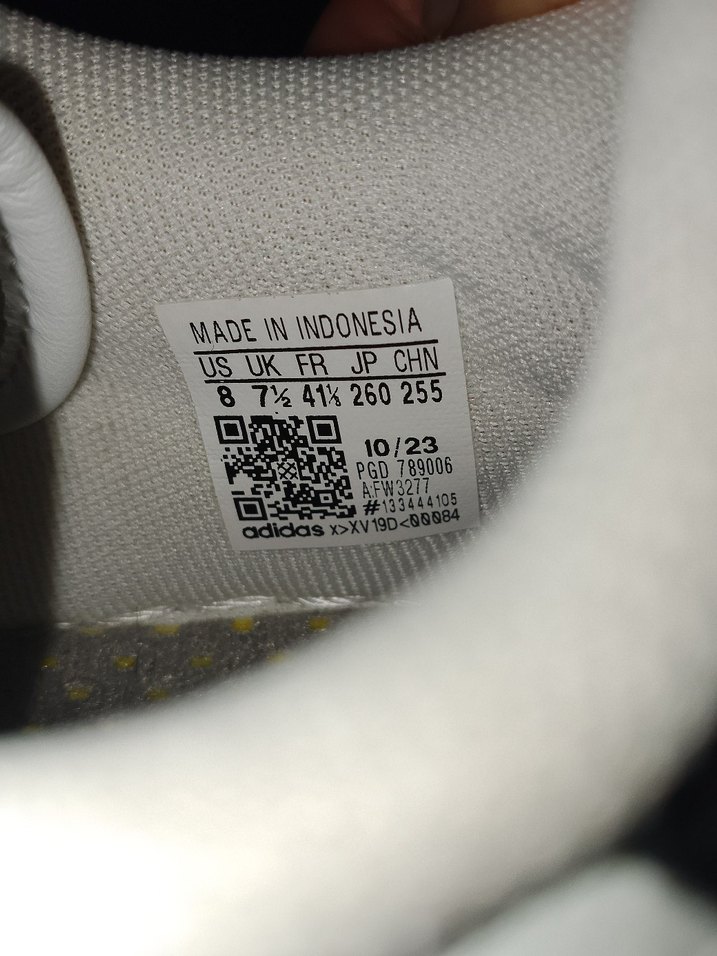 MADE IN INDONESIA
US UK FR JP CHN
8 7½ 41⅓ 260 255
10/23
PGD 789006
A:FW3277
#133444105
adidas x>XV19D<00084